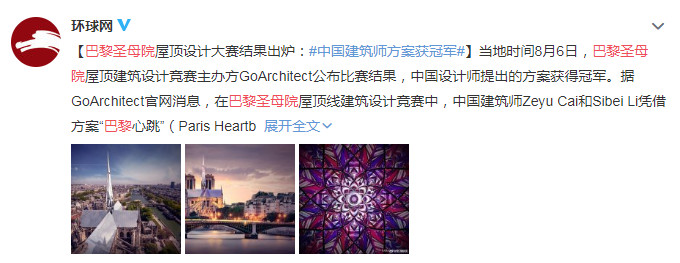 环球网
【巴黎圣母院屋顶设计大赛结果出炉：#中国建筑师方案获冠军#】当地时间8月6日，巴黎圣母
院屋顶建筑设计竞赛主办方GoArchitect公布比赛结果，中国设计师提出的方案获得冠军。据
GoArchitect官网消息，在巴黎圣母院屋顶线建筑设计竞赛中，中国建筑师Zeyu Cai和Sibei Li凭借
方案“巴黎心跳”（Paris Heartb 展开全文